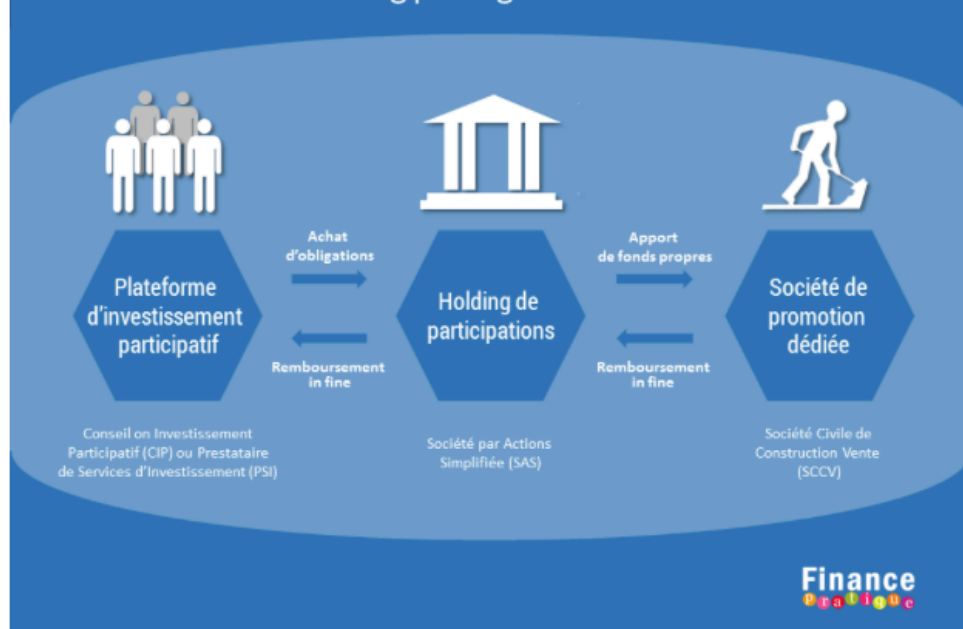 Achat
d'obligations
Apport
de fonds propres
Plateforme
d'investissement
participatif
Holding de
participations
Société de
promotion
dédiée
Remboursement
in fine
Remboursement
in fine
Conseil on Investissement
Participatif (CIP) ou Prestataire
de Services d'Investissement (PSI)
Société par Actions
Simplifiée (SAS)
Société Civile de
Construction Vente
(SCCV)
Finance
pratique